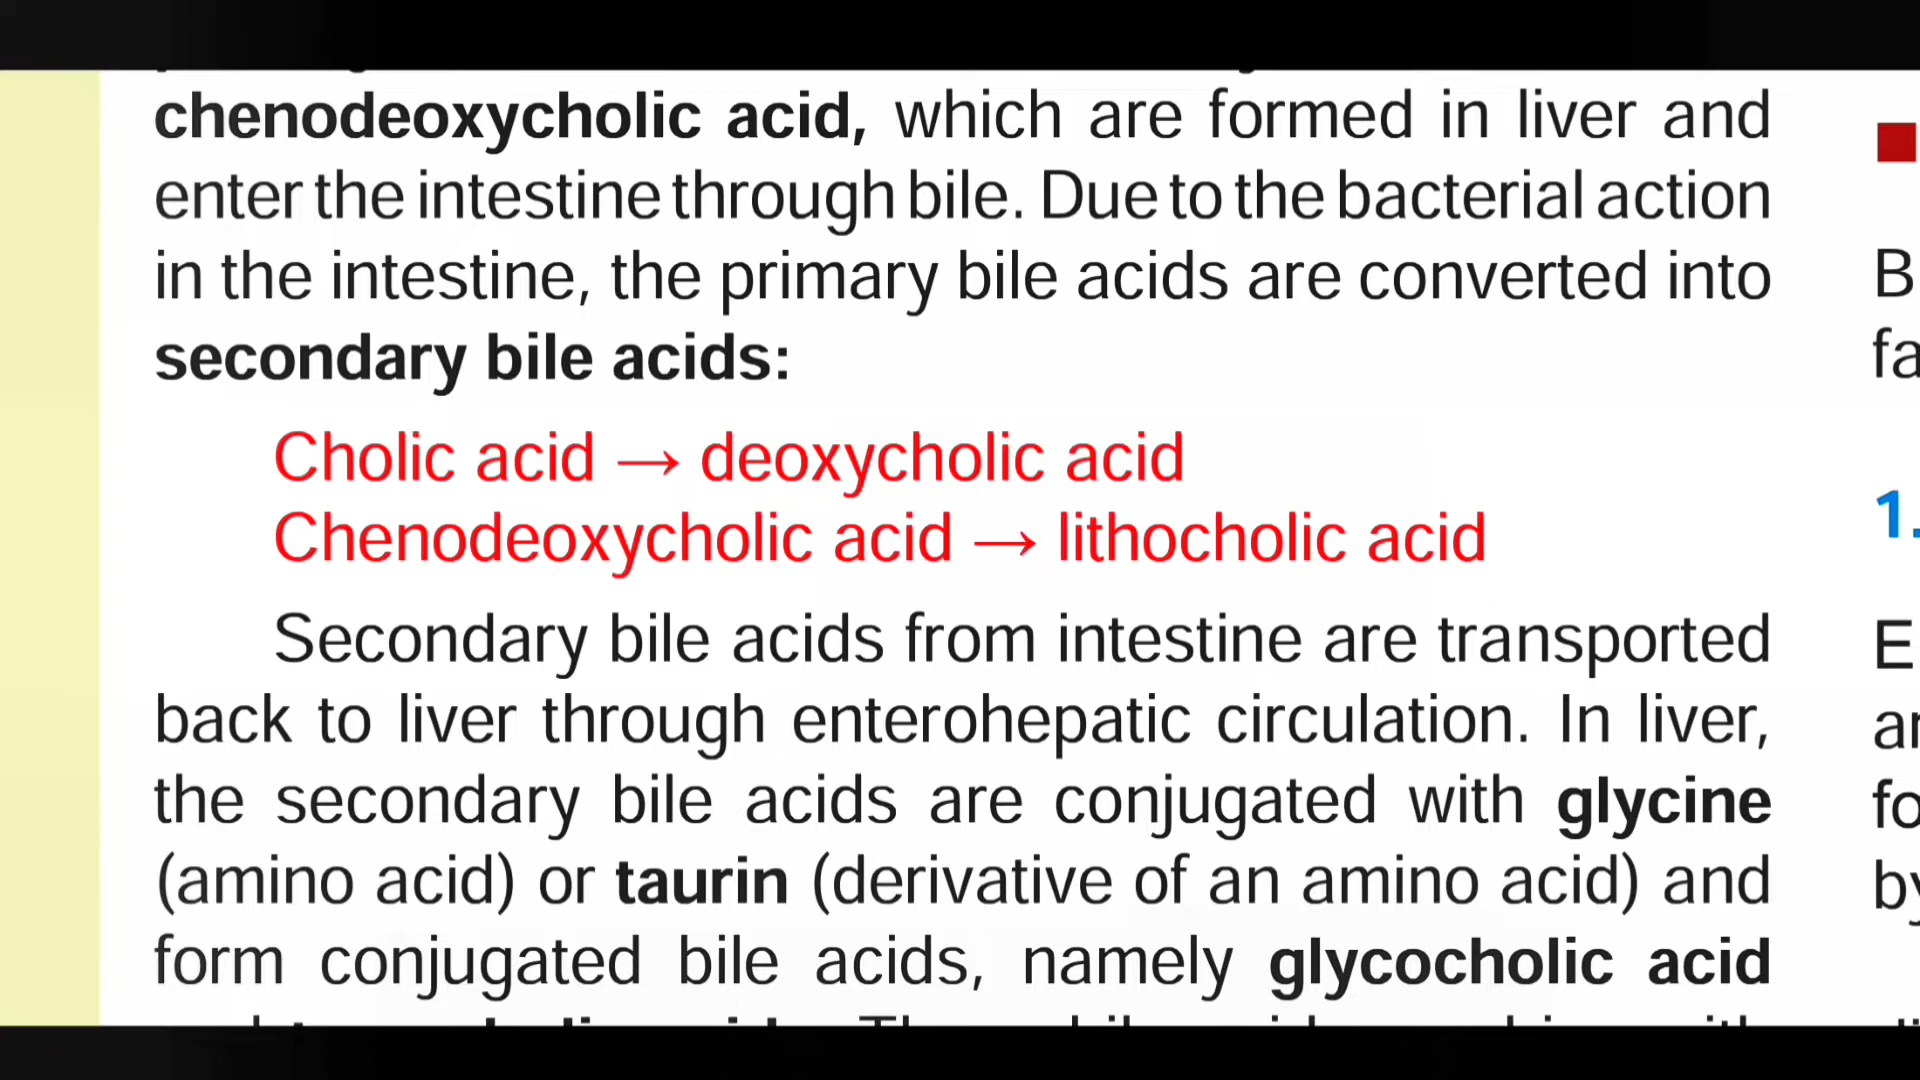 chenodeoxycholic acid, which are formed in liver and
enter the intestine through bile. Due to the bacterial action
in the intestine, the primary bile acids are converted into
secondary bile acids:
Cholic acid → deoxycholic acid
Chenodeoxycholic acid → lithocholic acid
Secondary bile acids from intestine are transported
back to liver through enterohepatic circulation. In liver,
the secondary bile acids are conjugated with glycine
(amino acid) or taurin (derivative of an amino acid) and
form conjugated bile acids, namely glycocholic acid
B
fa
1.
E
fo
by